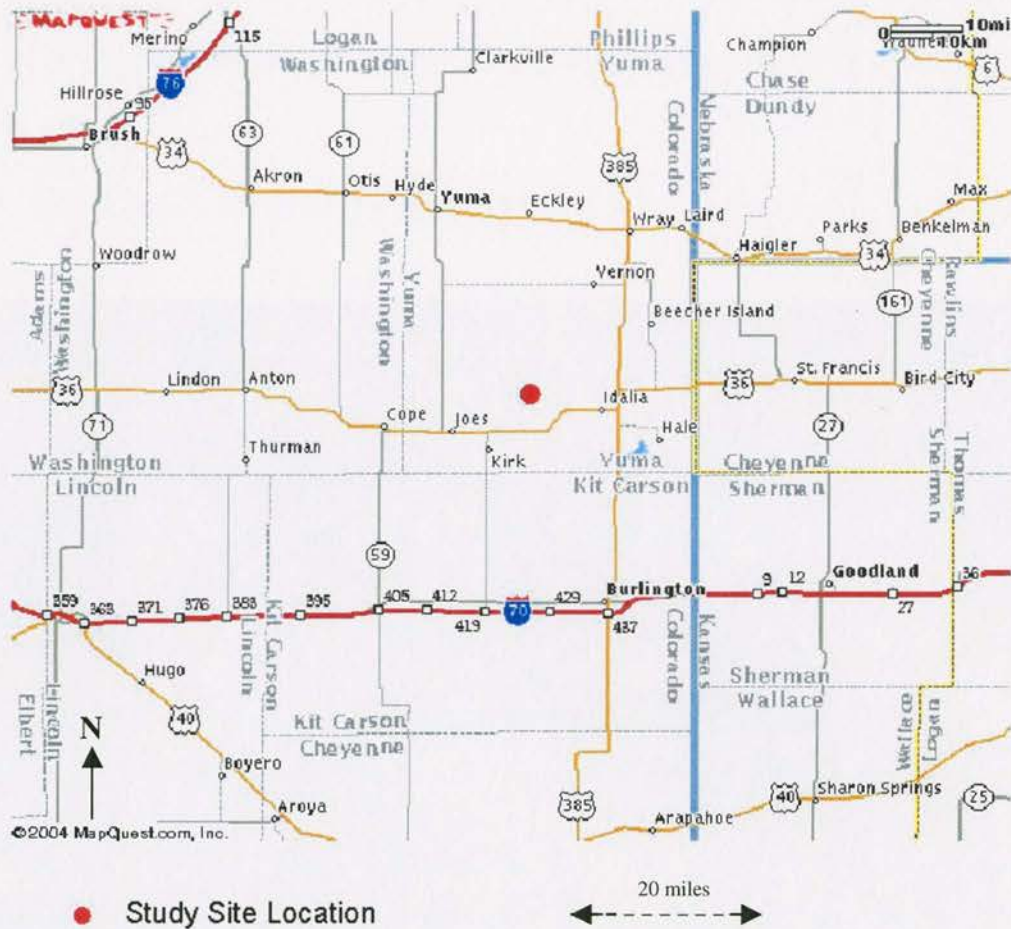 MAPQUEST
115
Merino
Logan
Washington
Phillips
Yuma
Champion
0 10mi
10km
Wauneta
6
Clarkville
76
Hillrose
95
Chase
Dundy
Colorado
Nebraska
Brush
34
63
61
385
Akron
Otis
Hyde
Yuma
Eckley
Max
Wray
Laird
Parks
Benkelman
Haigler
34
Woodrow
Washington
Yuma
Vernon
161
Cheyenne
Rawlins
Adams
Washington
Beecher Island
36
Lindon
Anton
36
St. Francis
Bird City
Idalia
71
Cope
Joes
27
Hale
Thurman
Kirk
Washington
Lincoln
Yuma
Kit Carson
Cheyenne
Sherman
Sherman
Thomas
59
Goodland
36
Burlington
9
12
359
363
371
376
383
395
405
412
419
70
429
437
27
Lincoln
Kit Carson
Colorado
Kansas
Hugo
Sherman
Wallace
Elbert
Lincoln
40
Kit Carson
Cheyenne
Wallace
Logan
N
Boyero
Aroya
385
40
Sharon Springs
25
Arapahoe
©2004 MapQuest.com, Inc.
20 miles
Study Site Location